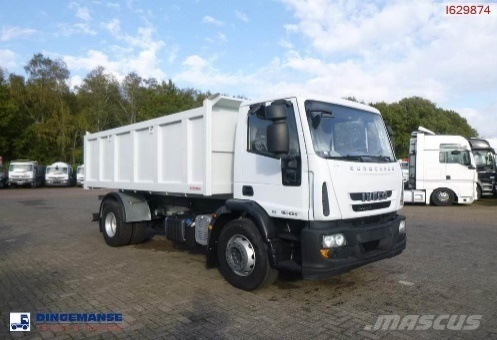 I629874
EUROCARGO
IVECO
DINGEMANSE
MASCUS